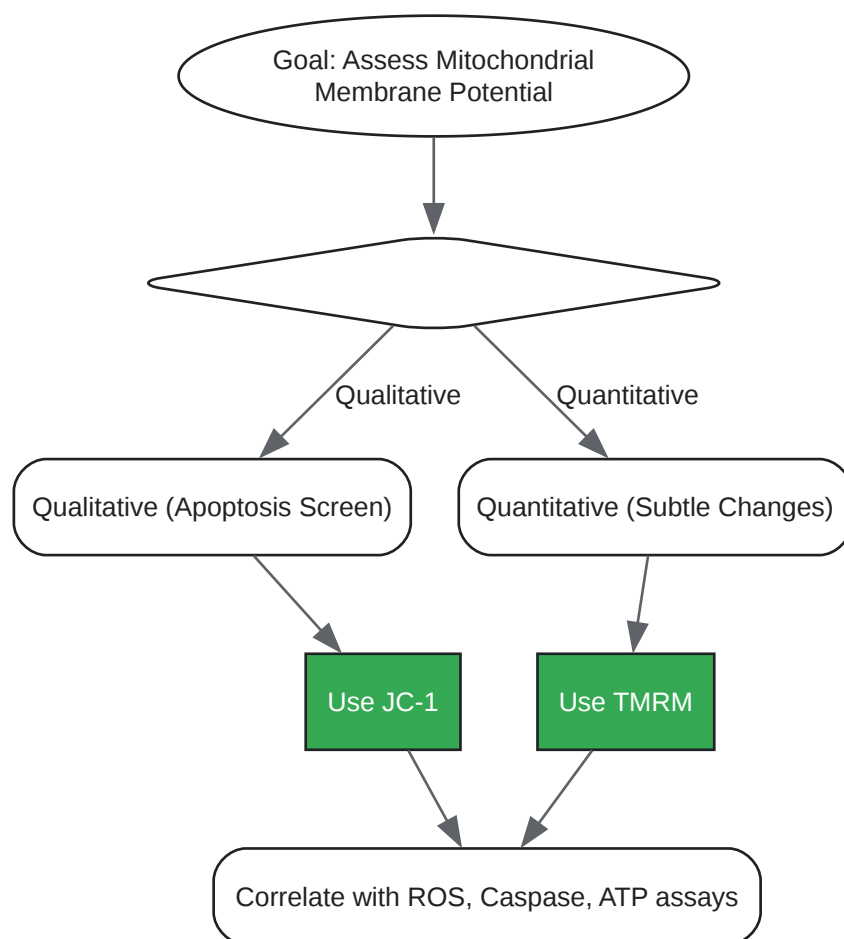 Goal: Assess Mitochondrial
Membrane Potential
Qualitative
Quantitative
Qualitative (Apoptosis Screen)
Quantitative (Subtle Changes)
Use JC-1
Use TMRM
Correlate with ROS, Caspase, ATP assays